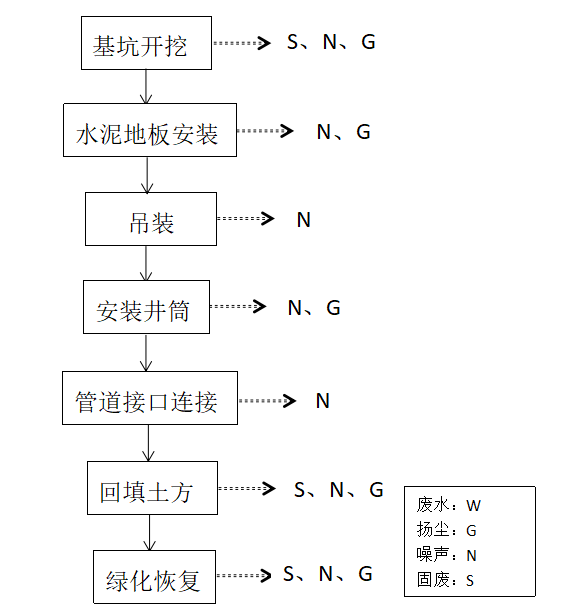 基坑开挖
S、N、G
水泥地板安装
N、G
吊装
N
安装井筒
N、G
管道接口连接
N
回填土方
S、N、G
绿化恢复
S、N、G
废水：W
扬尘：G
噪声：N
固废：S